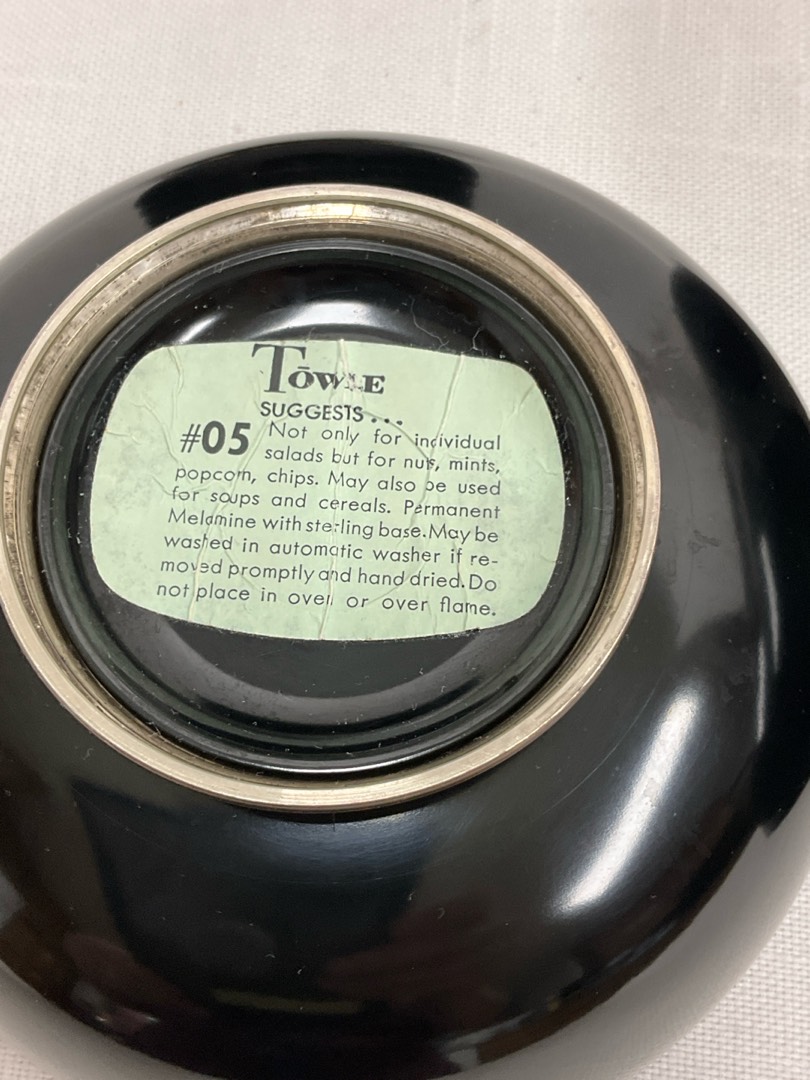 TŌWLE
SUGGESTS...
#05 Not only for individual
salads but for nuts, mints,
popcorn, chips. May also be used
for soups and cereals. Permanent
Melamine with sterling base. May be
washed in automatic washer if re-
moved promptly and hand dried. Do
not place in oven or over flame.